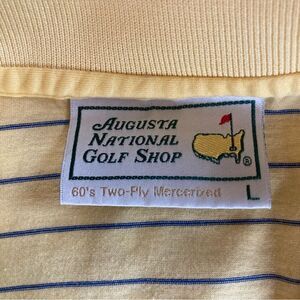 AUGUSTA
NATIONAL
GOLF SHOP
®
60's Two-Ply Mercerized
L